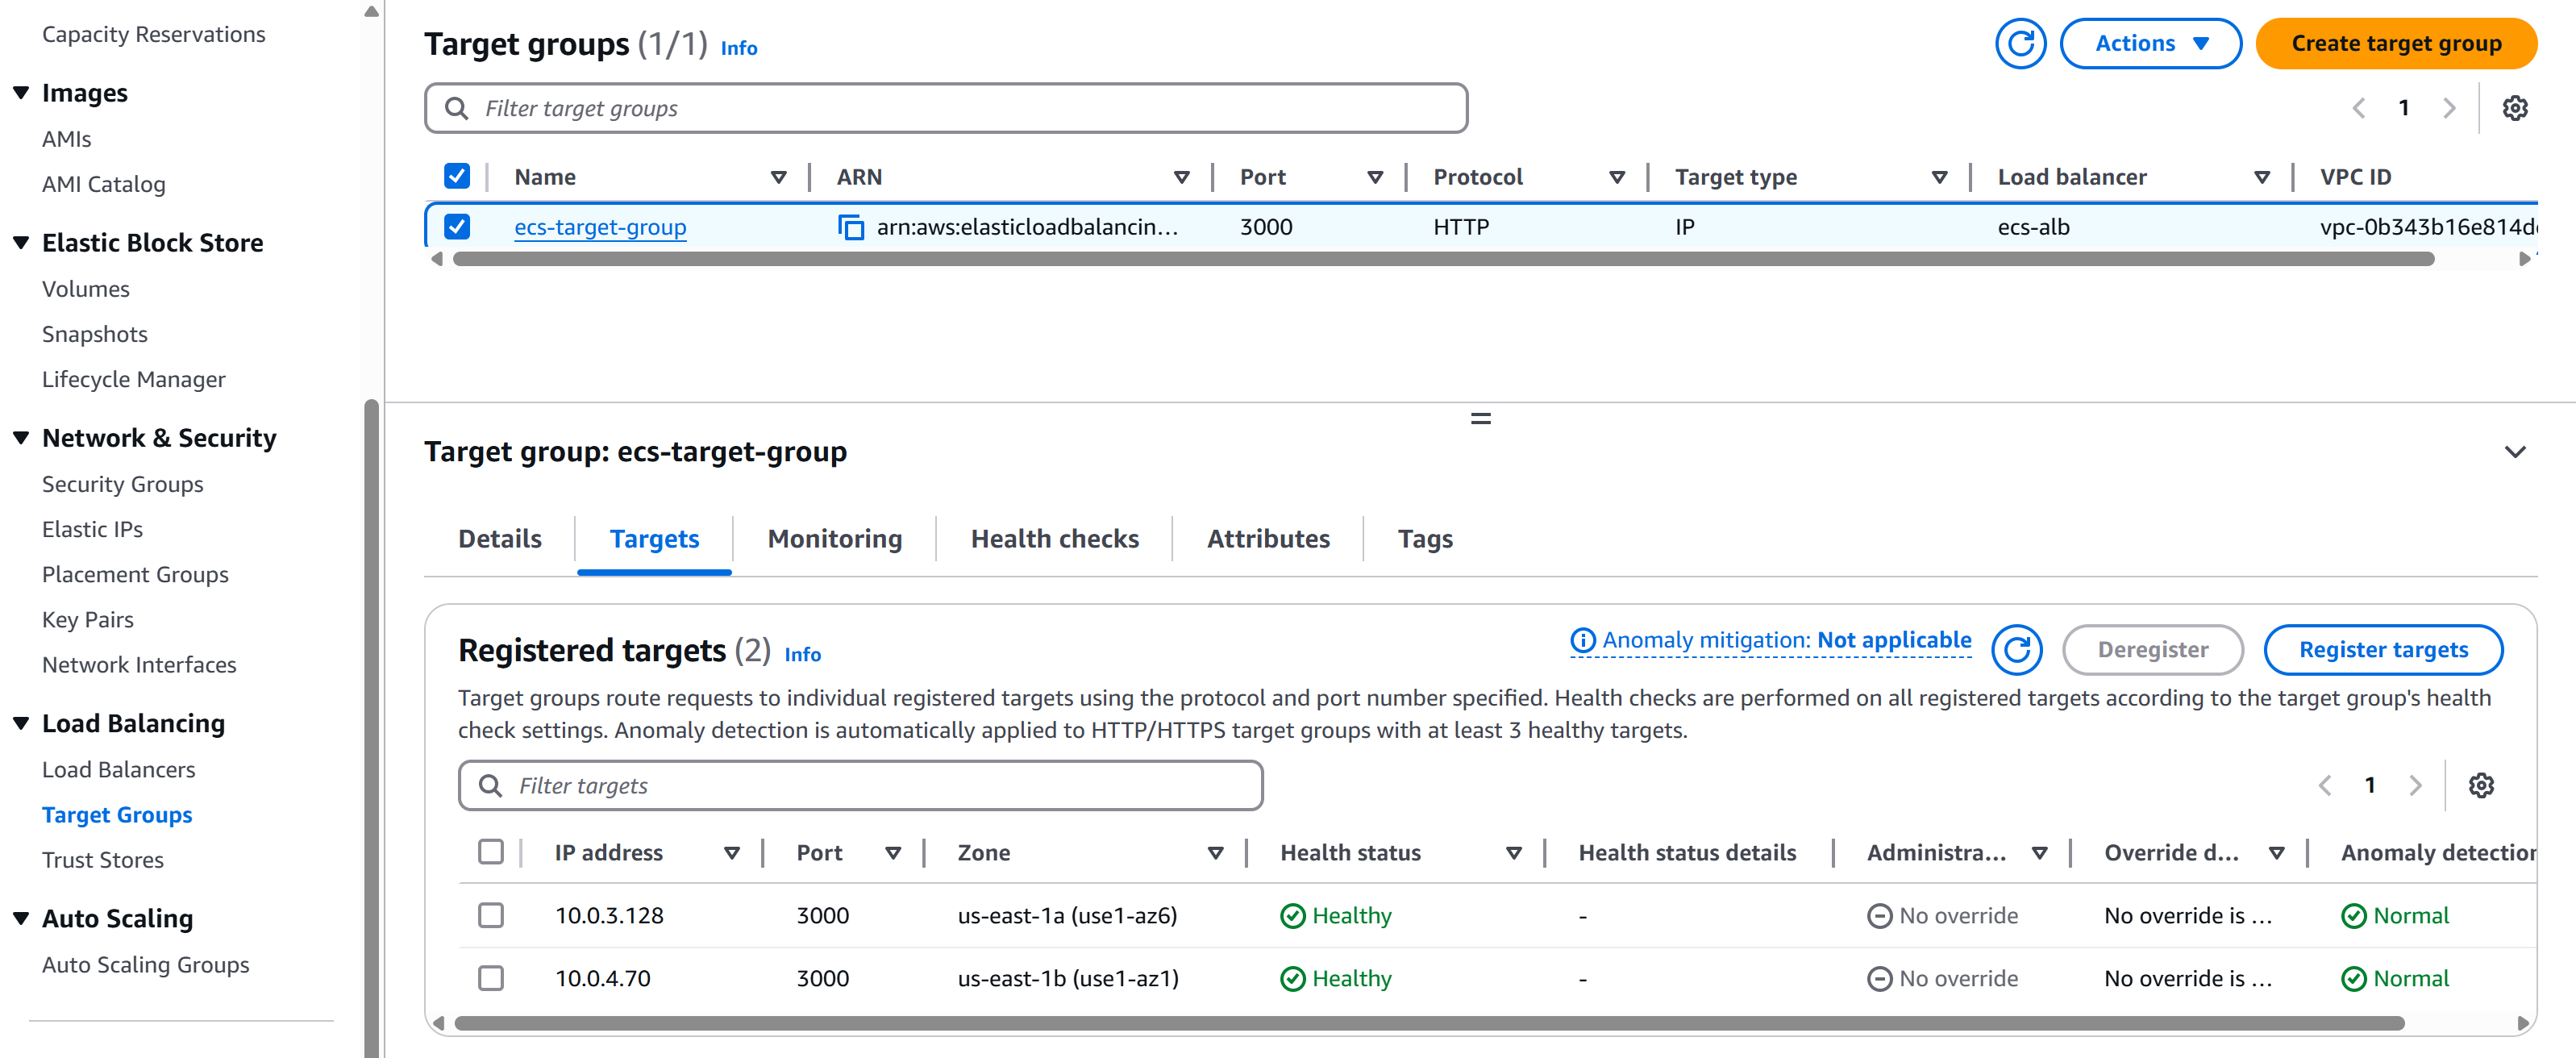 Capacity Reservations
Images
AMIs
AMI Catalog
Elastic Block Store
Volumes
Snapshots
Lifecycle Manager
Network & Security
Security Groups
Elastic IPs
Placement Groups
Key Pairs
Network Interfaces
Load Balancing
Load Balancers
Target Groups
Trust Stores
Auto Scaling
Auto Scaling Groups
Target groups (1/1) Info
Actions
Create target group
Filter target groups
1
Name ARN Port Protocol Target type Load balancer VPC ID
ecs-target-group arn:aws:elasticloadbalancin... 3000 HTTP IP ecs-alb vpc-0b343b16e814d
Target group: ecs-target-group
Details Targets Monitoring Health checks Attributes Tags
Registered targets (2) Info
Anomaly mitigation: Not applicable
Deregister
Register targets
Target groups route requests to individual registered targets using the protocol and port number specified. Health checks are performed on all registered targets according to the target group's health
check settings. Anomaly detection is automatically applied to HTTP/HTTPS target groups with at least 3 healthy targets.
Filter targets
1
IP address Port Zone Health status Health status details Administra... Override d... Anomaly detection
10.0.3.128 3000 us-east-1a (use1-az6) Healthy - No override No override is ... Normal
10.0.4.70 3000 us-east-1b (use1-az1) Healthy - No override No override is ... Normal